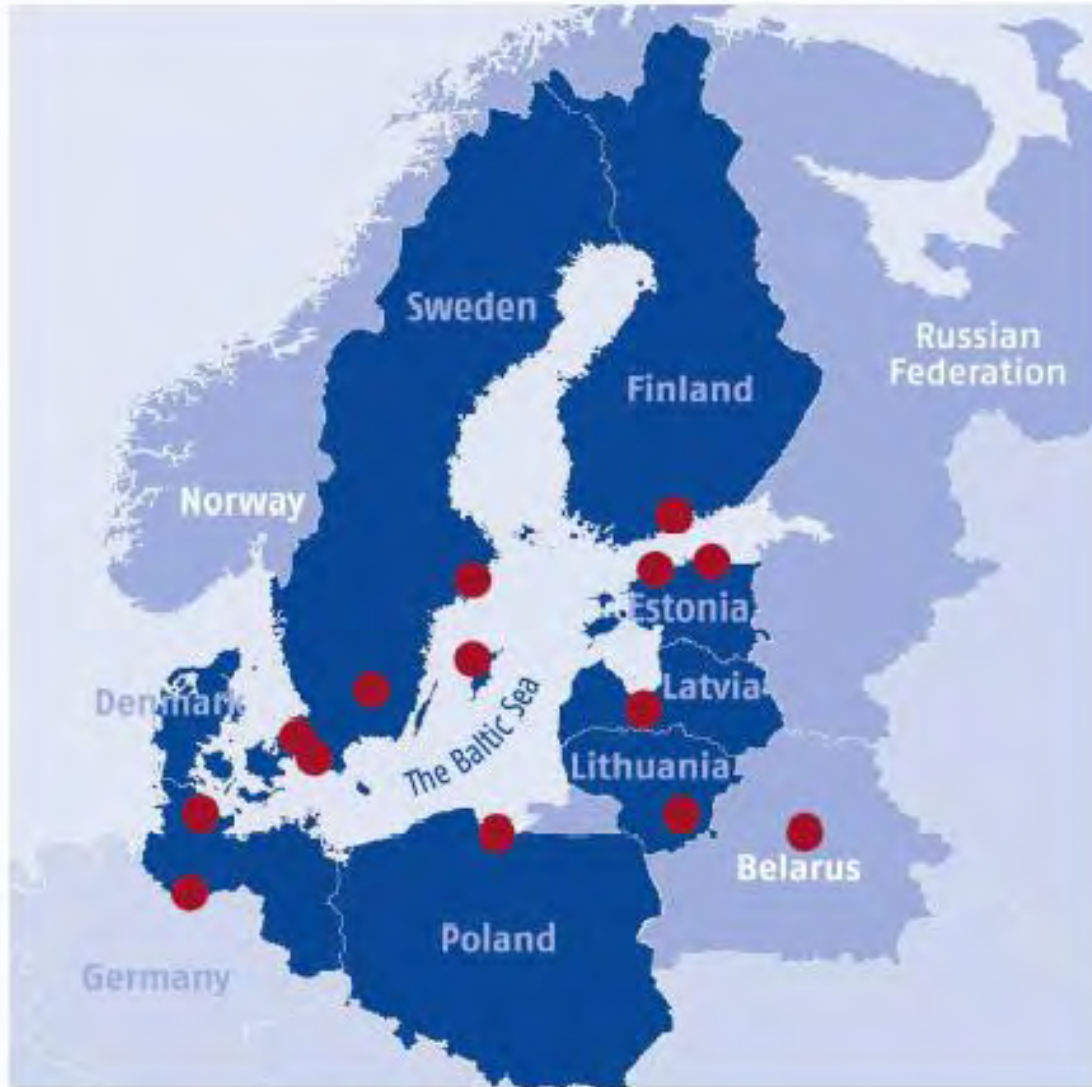 Sweden
Russian
Federation
Finland
Norway
Estonia
Denmark
Latvia
The Baltic Sea
Lithuania
Belarus
Poland
Germany